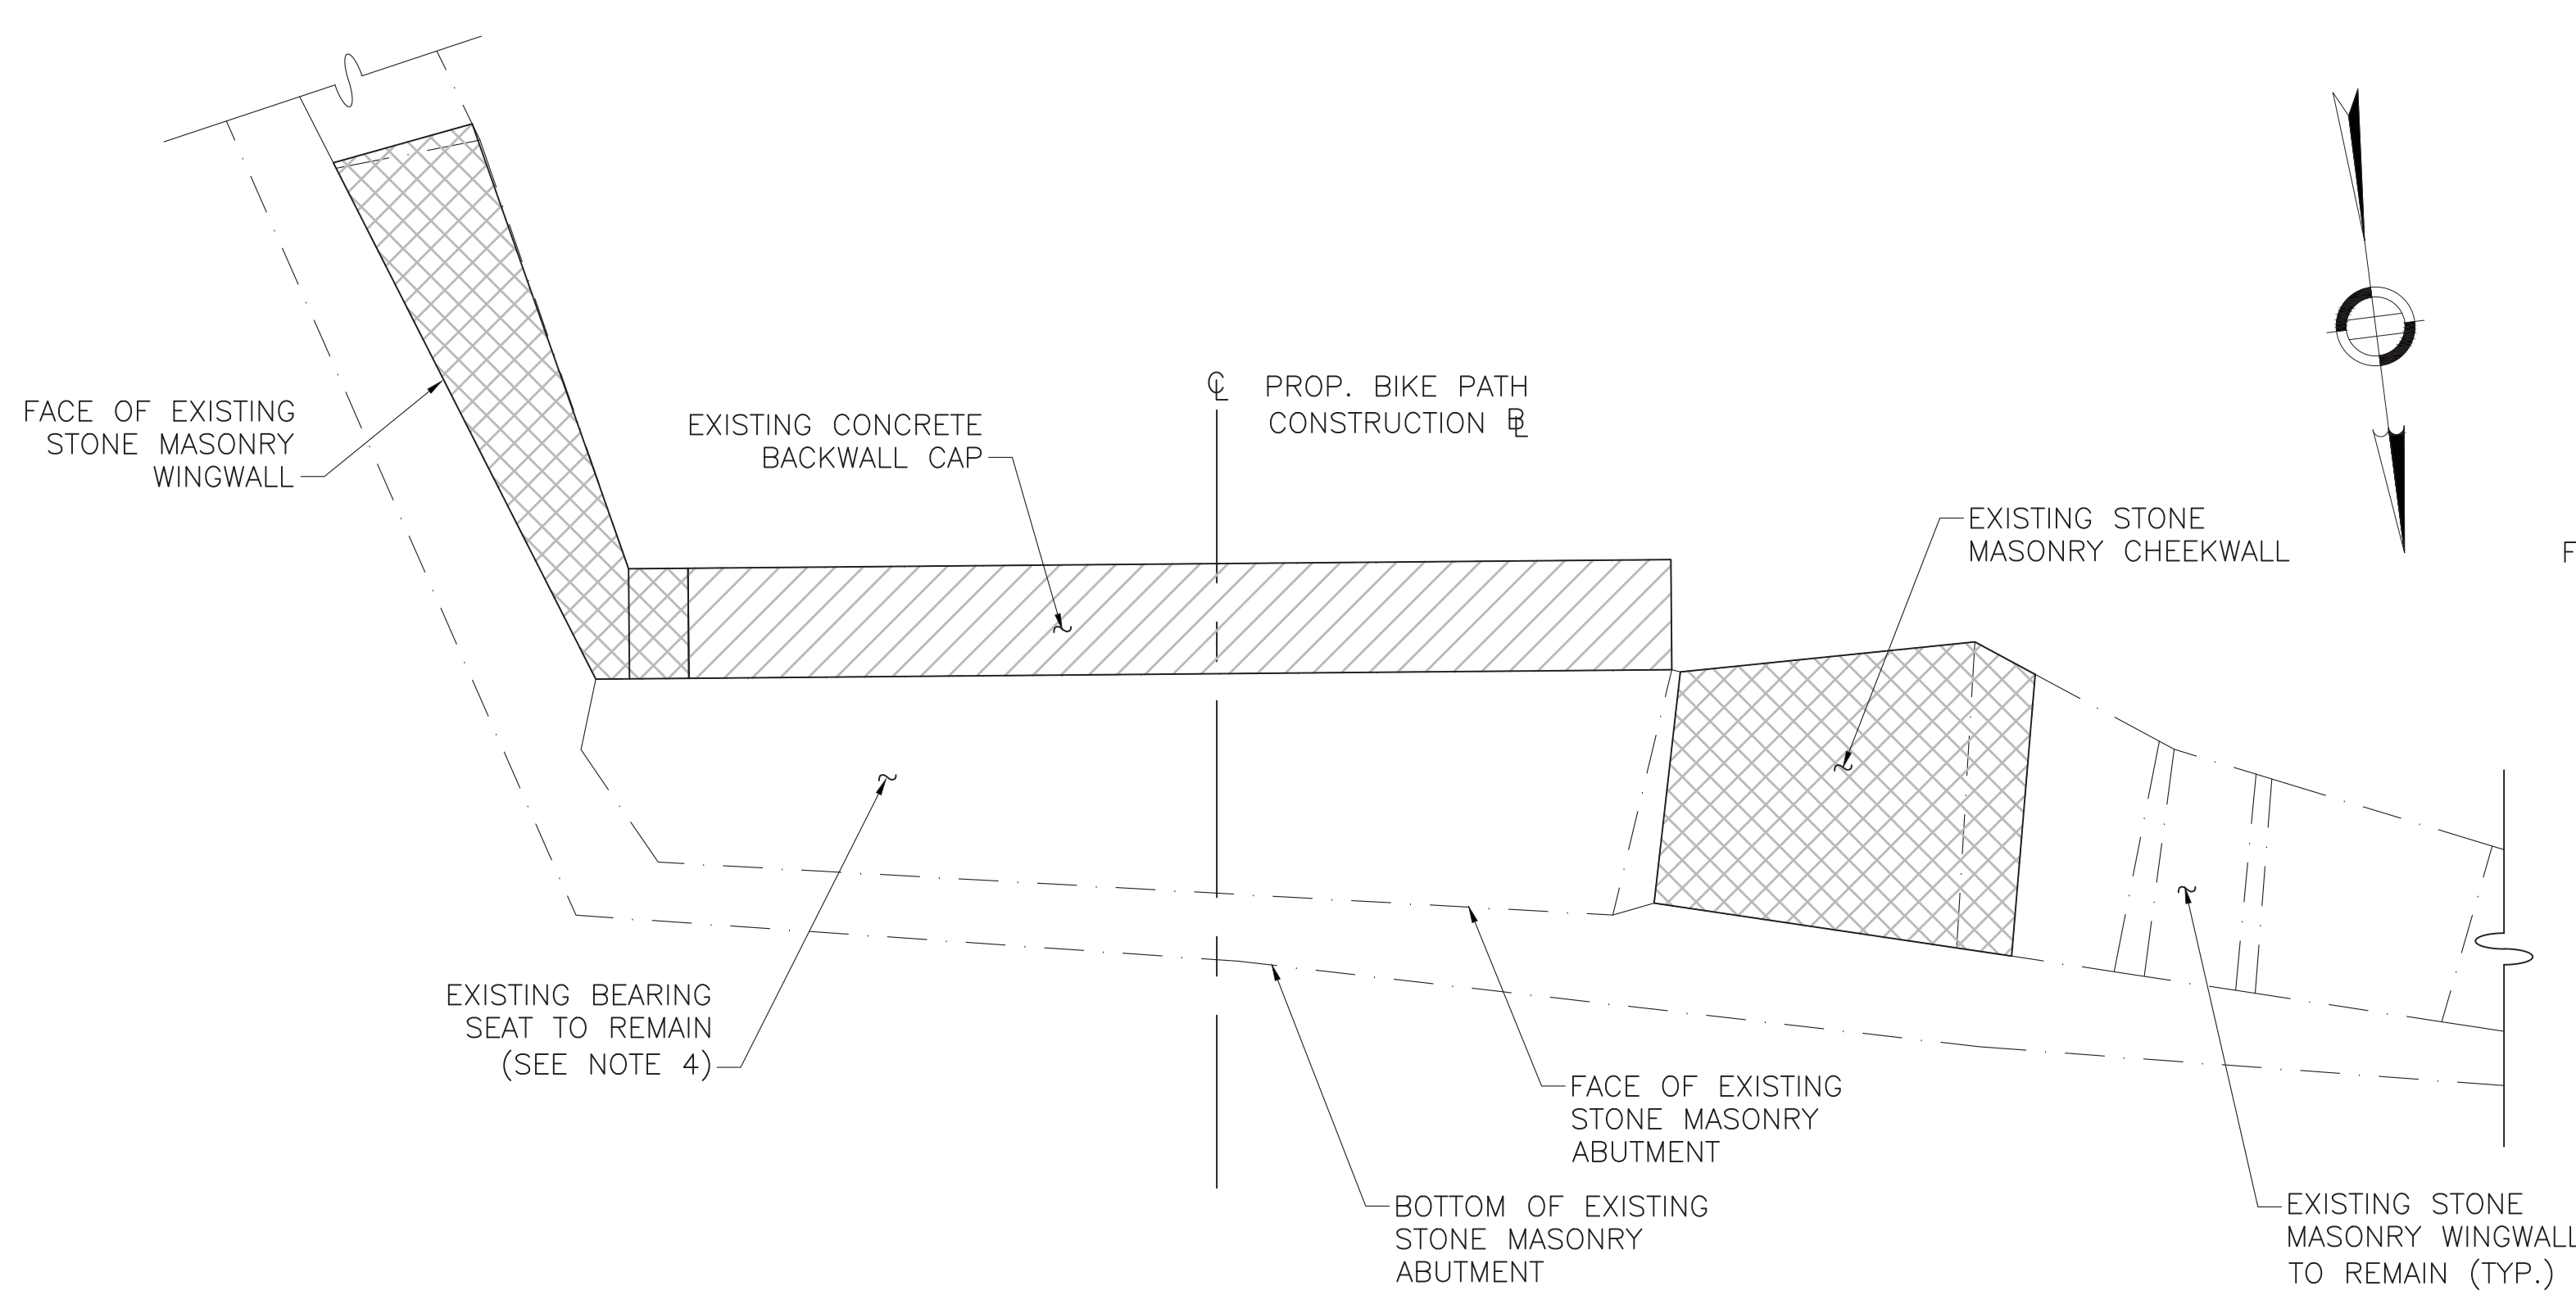 FACE OF EXISTING
STONE MASONRY
WINGWALL
EXISTING CONCRETE
BACKWALL CAP
℄ PROP. BIKE PATH
CONSTRUCTION BL
EXISTING STONE
MASONRY CHEEKWALL
F
EXISTING BEARING
SEAT TO REMAIN
(SEE NOTE 4)
FACE OF EXISTING
STONE MASONRY
ABUTMENT
BOTTOM OF EXISTING
STONE MASONRY
ABUTMENT
EXISTING STONE
MASONRY WINGWALL
TO REMAIN (TYP.)